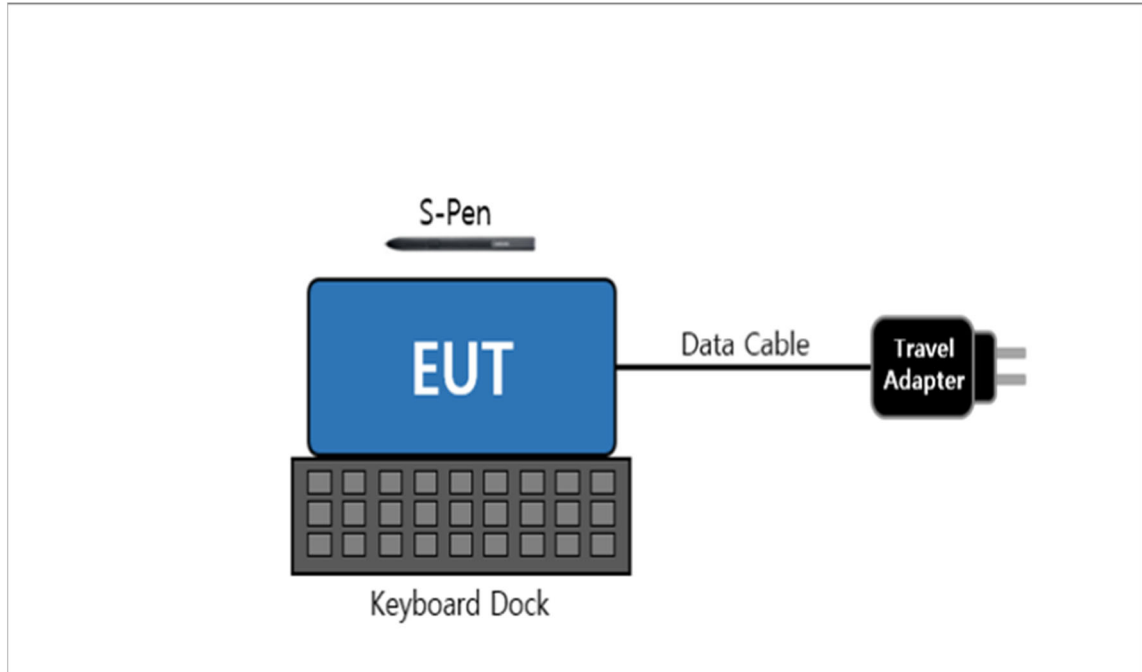 S-Pen
EUT
Data Cable
Travel
Adapter
Keyboard Dock